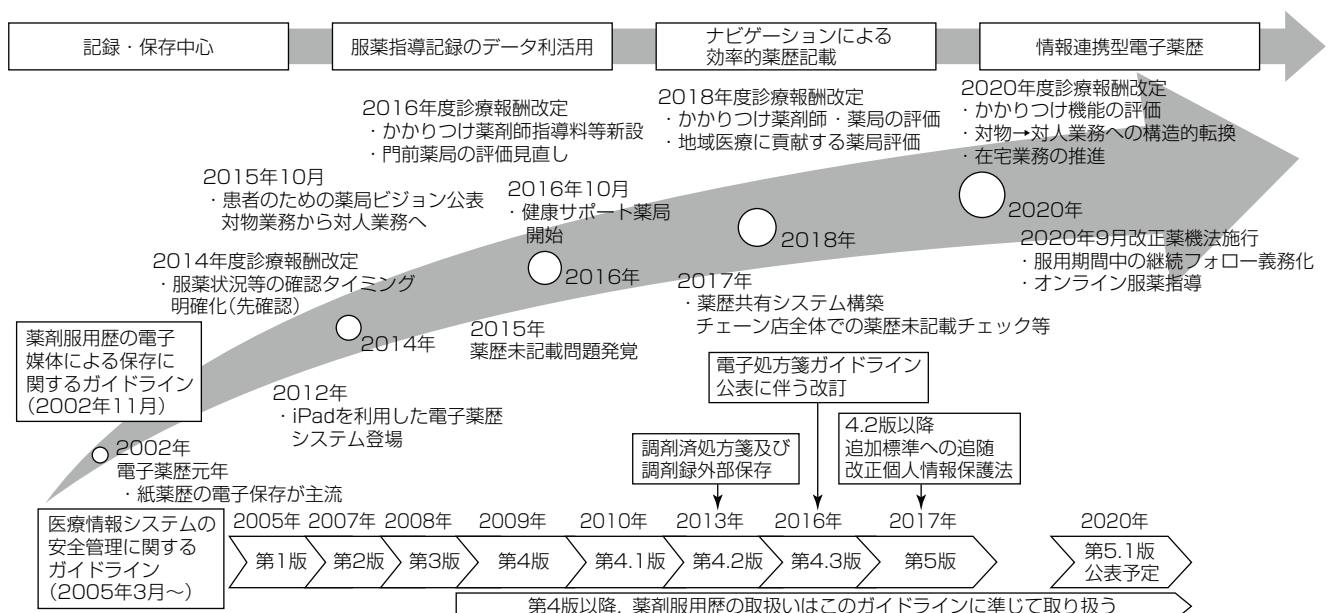 記録・保存中心
服薬指導記録のデータ利活用
ナビゲーションによる
効率的薬歴記載
情報連携型電子薬歴
2016年度診療報酬改定
・かかりつけ薬剤師指導料等新設
・門前薬局の評価見直し
2018年度診療報酬改定
・かかりつけ薬剤師・薬局の評価
・地域医療に貢献する薬局評価
2020年度診療報酬改定
・かかりつけ機能の評価
・対物→対人業務への構造的転換
・在宅業務の推進
2015年10月
・患者のための薬局ビジョン公表
対物業務から対人業務へ
2016年10月
・健康サポート薬局
開始
2014年度診療報酬改定
・服薬状況等の確認タイミング
明確化(先確認)
2014年
2016年
2018年
2020年
2020年9月改正薬機法施行
・服用期間中の継続フォロー義務化
・オンライン服薬指導
2017年
・薬歴共有システム構築
チェーン店全体での薬歴未記載チェック等
2015年
薬歴未記載問題発覚
薬剤服用歴の電子
媒体による保存に
関するガイドライン
(2002年11月)
2012年
・iPadを利用した電子薬歴
システム登場
2002年
電子薬歴元年
・紙薬歴の電子保存が主流
調剤済処方箋及び
調剤録外部保存
電子処方箋ガイドライン
公表に伴う改訂
4.2版以降
追加標準への追随
改正個人情報保護法
医療情報システムの
安全管理に関する
ガイドライン
(2005年3月〜)
2005年 2007年 2008年 2009年 2010年 2013年 2016年 2017年 2020年
第1版 第2版 第3版 第4版 第4.1版 第4.2版 第4.3版 第5版 第5.1版
公表予定
第4版以降,薬剤服用歴の取扱いはこのガイドラインに準じて取り扱う